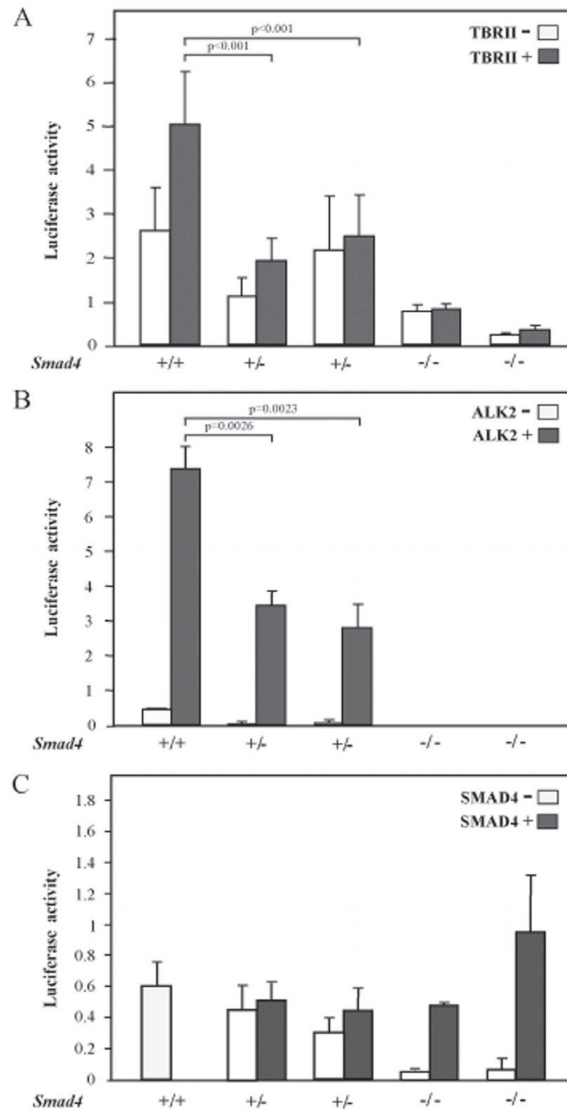 A
TBRII -
TBRII +
p<0.001
p<0.001
7
6
5
4
3
2
1
0
Luciferase activity
Smad4 +/+ +/- +/- -/- -/-
B
ALK2 -
ALK2 +
p=0.0023
p=0.0026
8
7
6
5
4
3
2
1
0
Luciferase activity
Smad4 +/+ +/- +/- -/- -/-
C
SMAD4 -
SMAD4 +
1.8
1.6
1.4
1.2
1
0.8
0.6
0.4
0.2
0
Luciferase activity
Smad4 +/+ +/- +/- -/- -/-